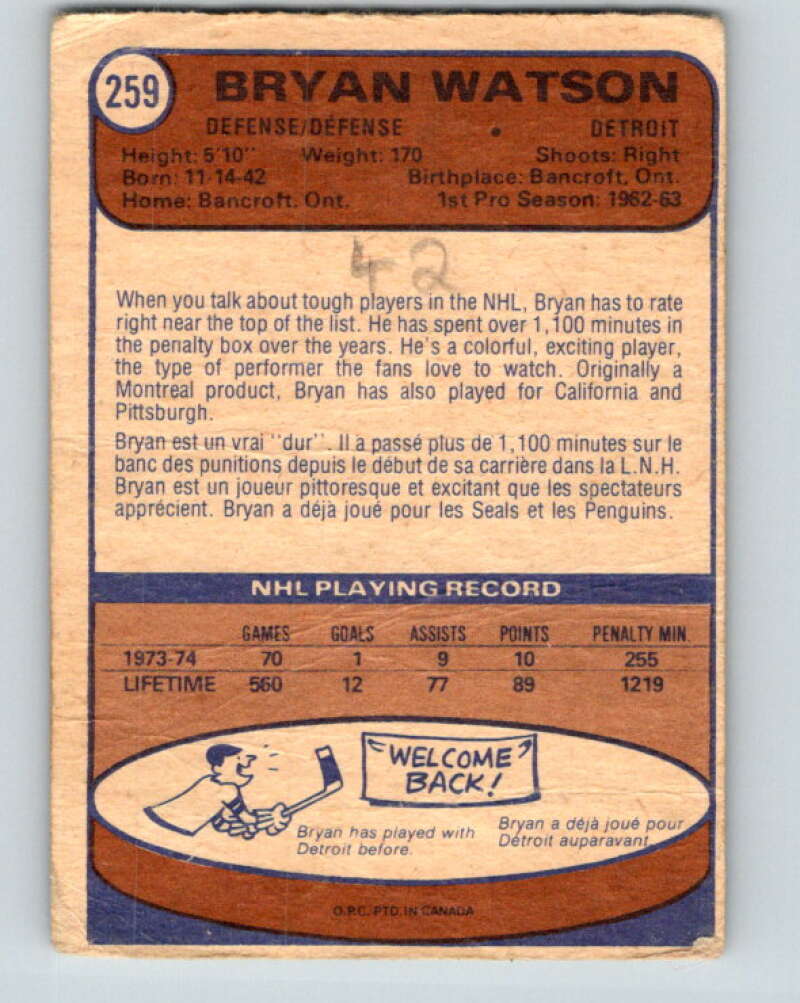 259
BRYAN WATSON
DEFENSE/DÉFENSE • DETROIT
Height: 5'10" Weight: 170 Shoots: Right
Born: 11-14-42 Birthplace: Bancroft, Ont.
Home: Bancroft, Ont. 1st Pro Season: 1962-63
42
When you talk about tough players in the NHL, Bryan has to rate
right near the top of the list. He has spent over 1,100 minutes in
the penalty box over the years. He's a colorful, exciting player,
the type of performer the fans love to watch. Originally a
Montreal product, Bryan has also played for California and
Pittsburgh.
Bryan est un vrai "dur". Il a passé plus de 1,100 minutes sur le
banc des punitions depuis le début de sa carrière dans la L.N.H.
Bryan est un joueur pittoresque et excitant que les spectateurs
apprécient. Bryan a déjà joué pour les Seals et les Penguins.
NHL PLAYING RECORD
GAMES GOALS ASSISTS POINTS PENALTY MIN.
1973-74 70 1 9 10 255
LIFETIME 560 12 77 89 1219
"WELCOME
BACK!"
Bryan has played with
Detroit before.
Bryan a déjà joué pour
Détroit auparavant.
O.P.C. PTD. IN CANADA